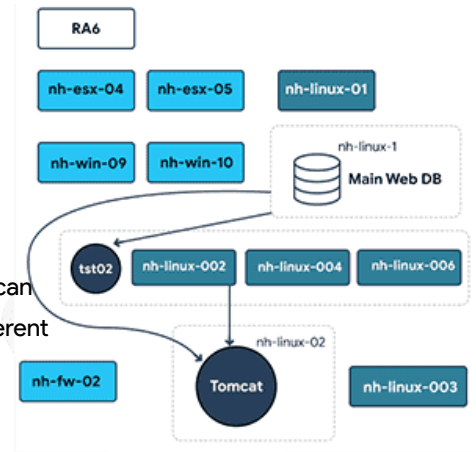 RA6
nh-esx-04
nh-esx-05
nh-linux-01
nh-linux-1
Main Web DB
nh-win-09
nh-win-10
tst02
nh-linux-002
nh-linux-004
nh-linux-006
can
erent
nh-linux-02
Tomcat
nh-fw-02
nh-linux-003